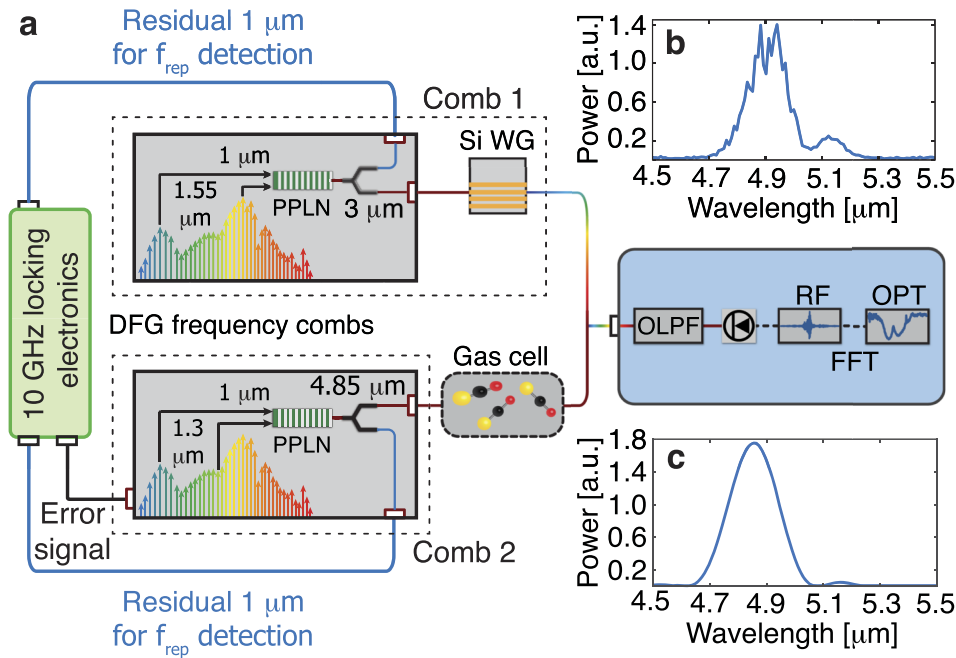 a
Residual 1 μm
for f_rep detection
Comb 1
Si WG
1 μm
1.55
μm
PPLN
3 μm
10 GHz locking
electronics
DFG frequency combs
1 μm
4.85 μm
1.3
μm
PPLN
Gas cell
Error
signal
Comb 2
Residual 1 μm
for f_rep detection
b
Power [a.u.]
1.4
1.0
0.6
0.2
4.5 4.7 4.9 5.1 5.3 5.5
Wavelength [μm]
OLPF
RF
OPT
FFT
c
Power [a.u.]
1.8
1.4
1.0
0.6
0.2
4.5 4.7 4.9 5.1 5.3 5.5
Wavelength [μm]